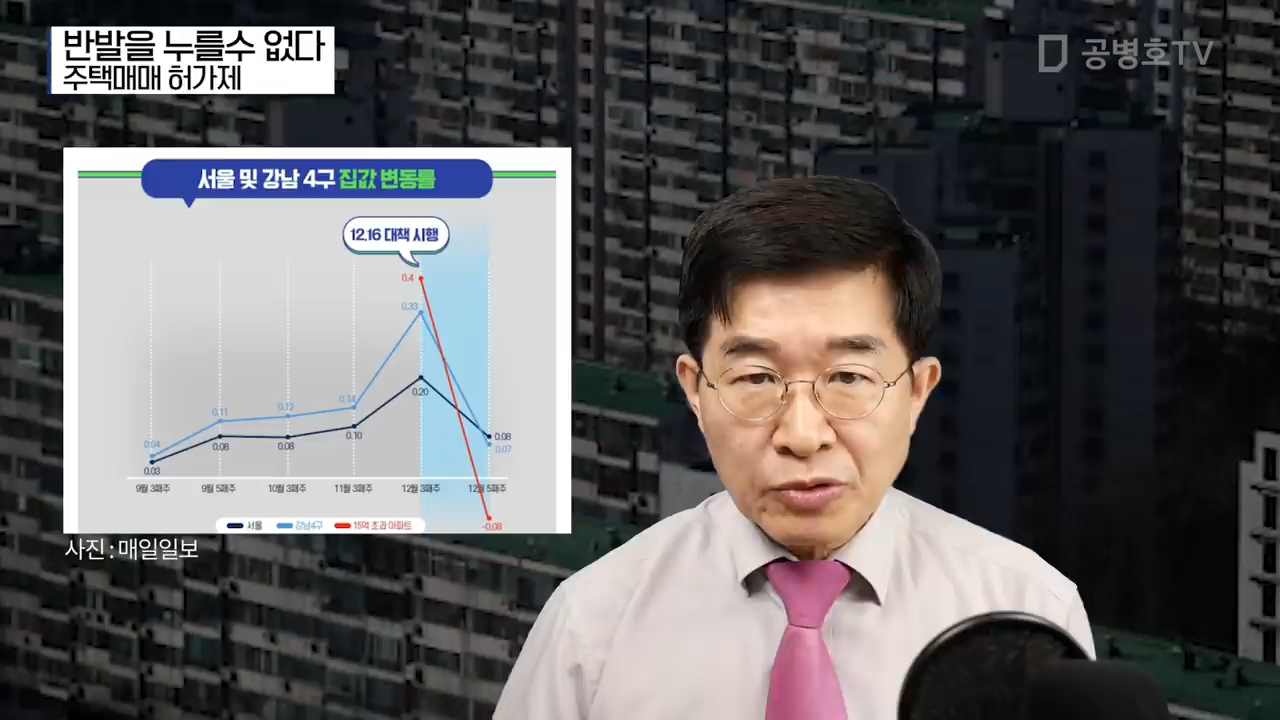 반발을 누를수 없다
주택매매 허가제
공병호TV
서울 및 강남 4구 집값 변동률
12.16 대책 시행
0.4
0.33
0.20
0.14
0.12
0.11
0.10
0.08
0.08
0.08
0.07
0.04
0.03
-0.08
9월 3째주 9월 5째주 10월 3째주 11월 3째주 12월 3째주 12월 5째주
서울 강남4구 15억 초과 아파트
사진 : 매일일보